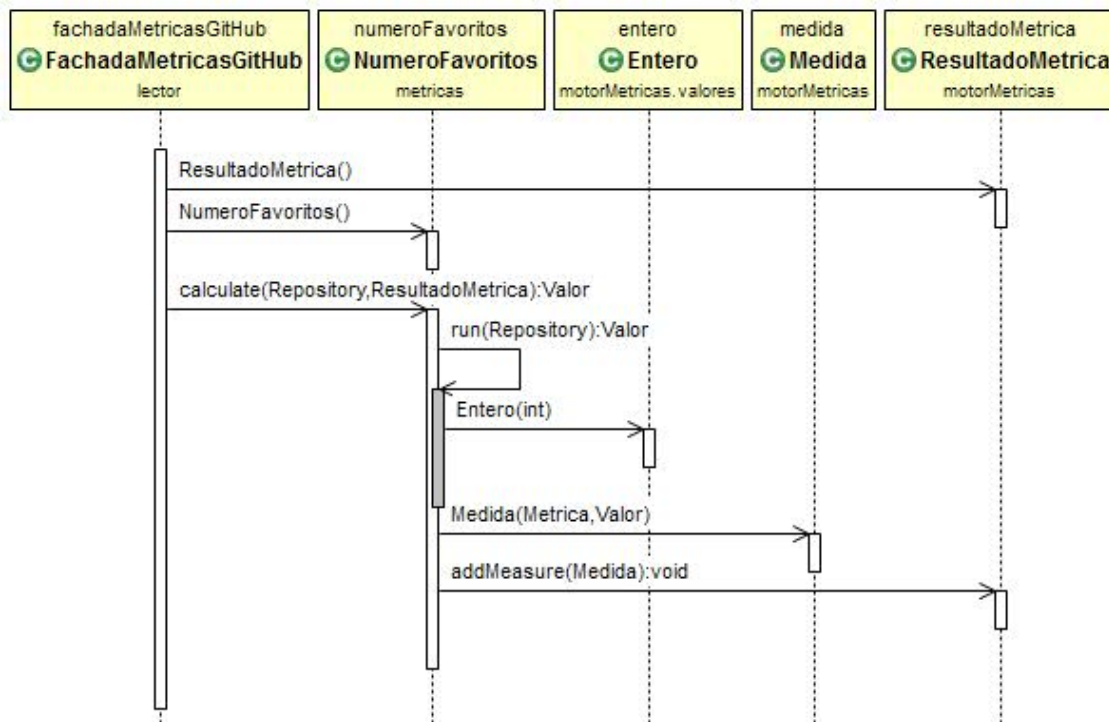 fachadaMetricasGitHub
FachadaMetricasGitHub
lector
numeroFavoritos
NumeroFavoritos
metricas
entero
Entero
motorMetricas.valores
medida
Medida
motorMetricas
resultadoMetrica
ResultadoMetrica
motorMetricas
ResultadoMetrica()
NumeroFavoritos()
calculate(Repository,ResultadoMetrica):Valor
run(Repository):Valor
Entero(int)
Medida(Metrica,Valor)
addMeasure(Medida):void